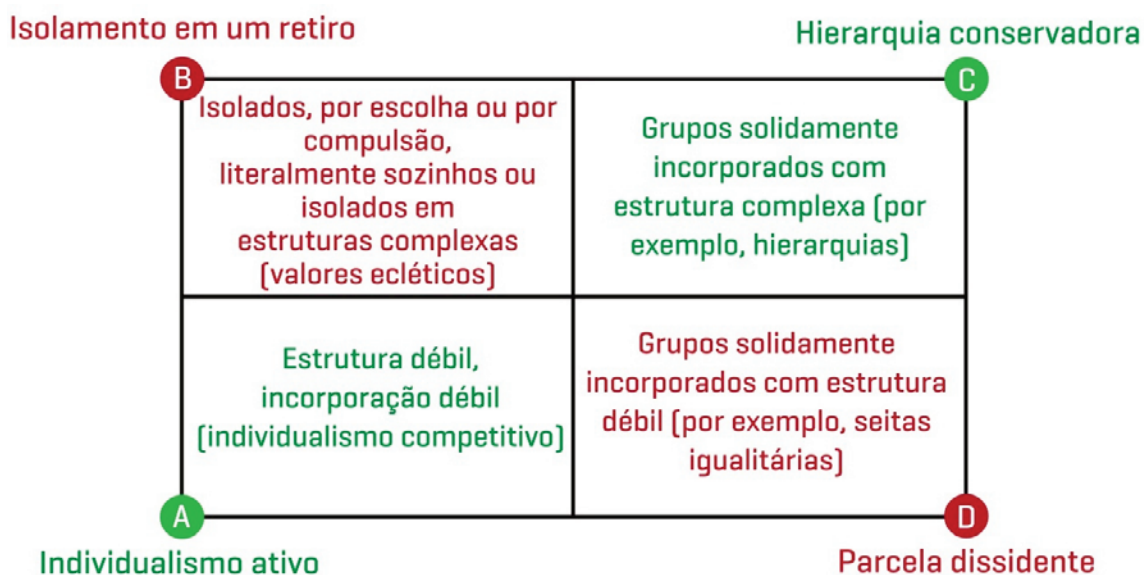 Isolamento em um retiro
Hierarquia conservadora
B
C
Isolados, por escolha ou por
compulsão,
literalmente sozinhos ou
isolados em
estruturas complexas
(valores ecléticos)
Grupos solidamente
incorporados com
estrutura complexa (por
exemplo, hierarquias)
Estrutura débil,
incorporação débil
(individualismo competitivo)
Grupos solidamente
incorporados com estrutura
débil (por exemplo, seitas
igualitárias)
A
D
Individualismo ativo
Parcela dissidente